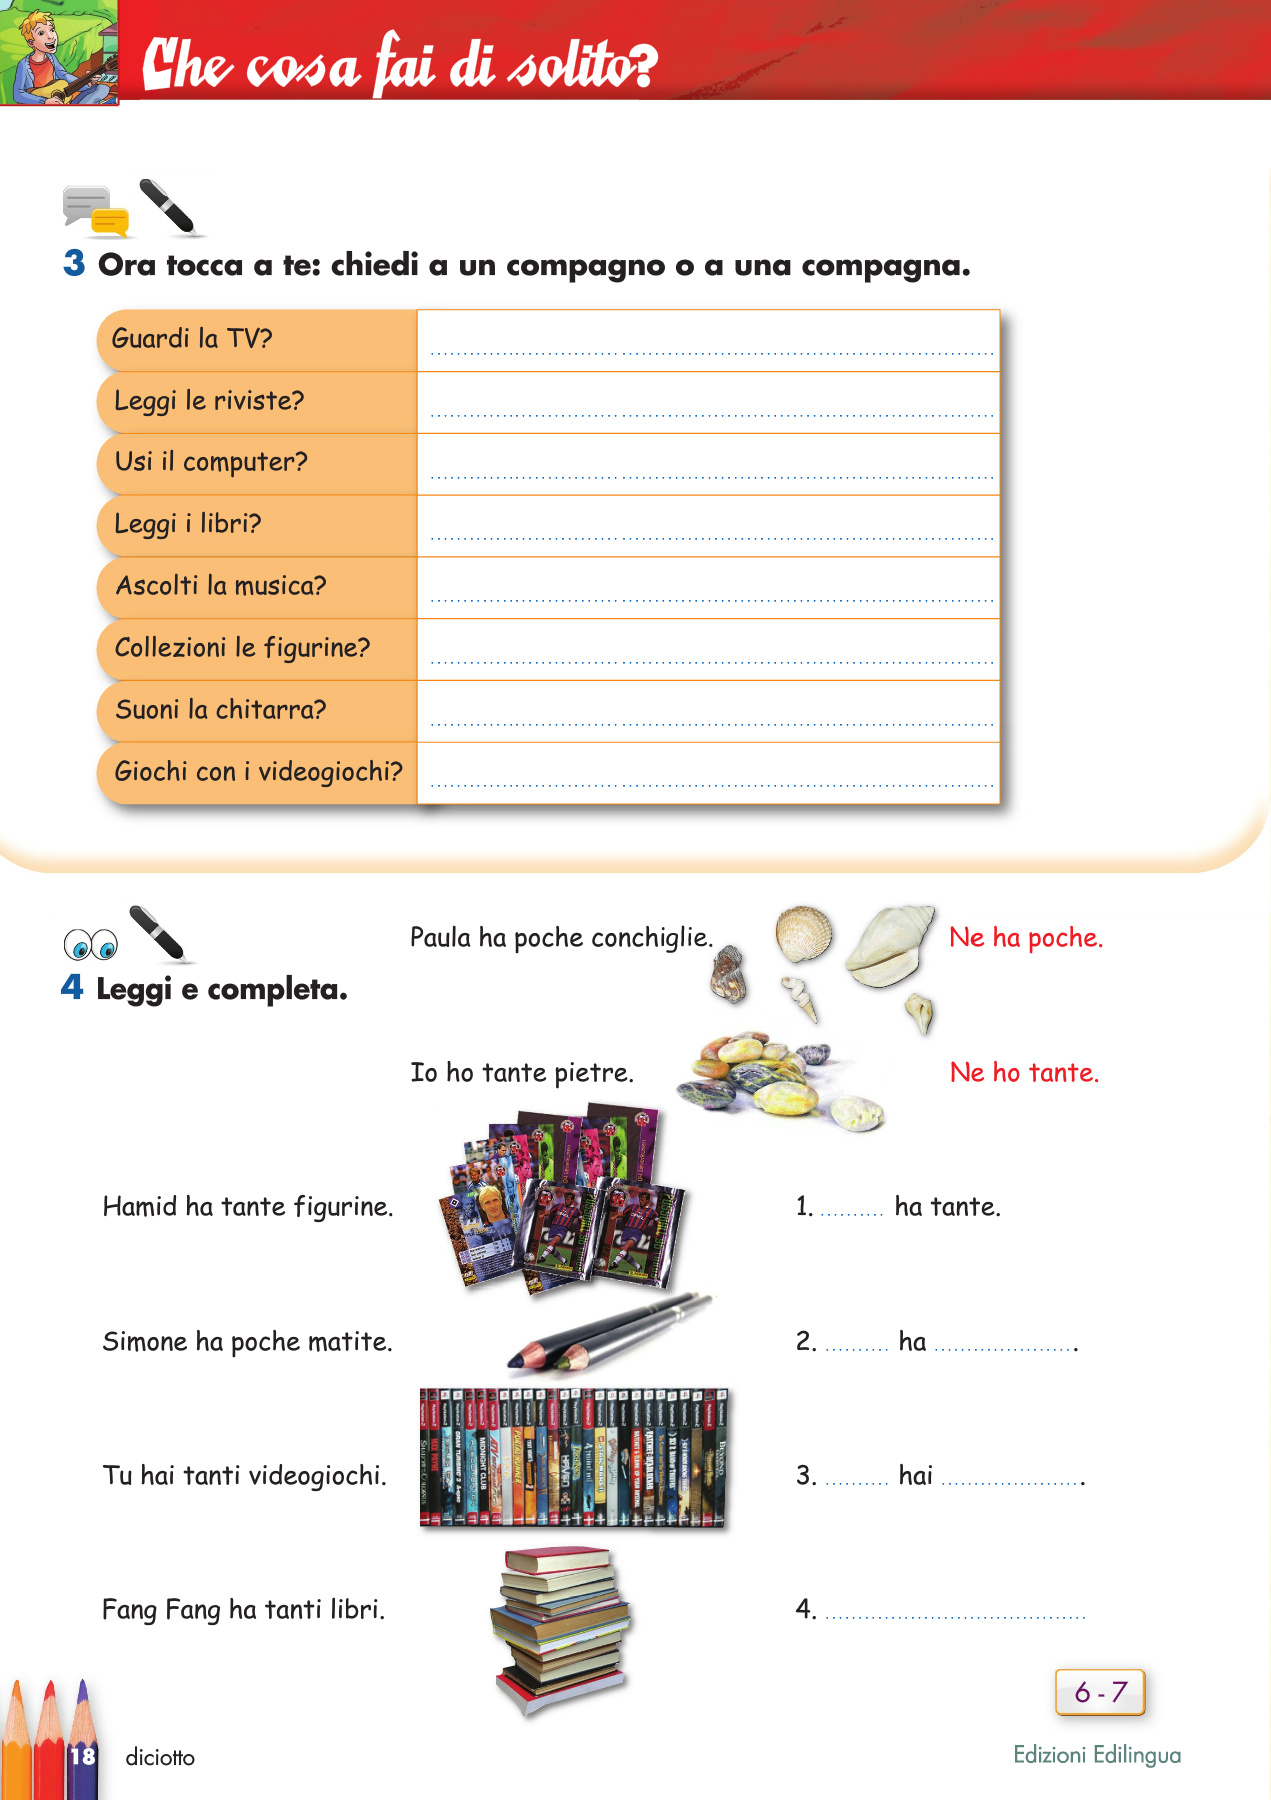 Che cosa fai di solito?
3 Ora tocca a te: chiedi a un compagno o a una compagna.
Guardi la TV?
Leggi le riviste?
Usi il computer?
Leggi i libri?
Ascolti la musica?
Collezioni le figurine?
Suoni la chitarra?
Giochi con i videogiochi?
4 Leggi e completa.
Paula ha poche conchiglie. Ne ha poche.
Io ho tante pietre. Ne ho tante.
Hamid ha tante figurine. 1. .......... ha tante.
Simone ha poche matite. 2. .......... ha ..................... .
Tu hai tanti videogiochi. 3. .......... hai ..................... .
Fang Fang ha tanti libri. 4. ........................................
6 - 7
18 diciotto
Edizioni Edilingua